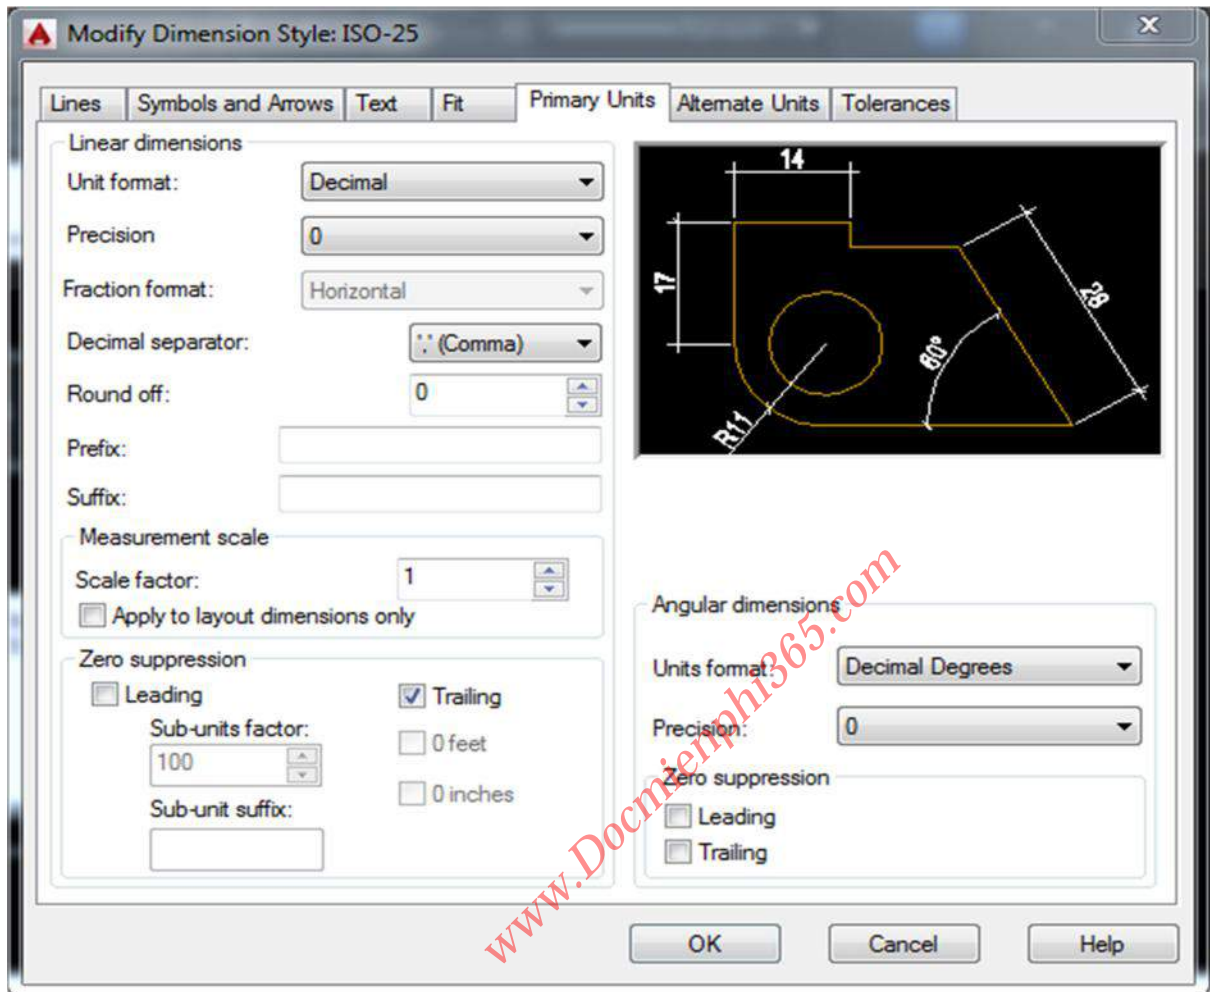 Modify Dimension Style: ISO-25
Lines
Symbols and Arrows
Text
Fit
Primary Units
Alternate Units
Tolerances
Linear dimensions
Unit format:
Decimal
Precision
0
Fraction format:
Horizontal
Decimal separator:
',' (Comma)
Round off:
0
Prefix:
Suffix:
Measurement scale
Scale factor:
1
Apply to layout dimensions only
Zero suppression
Leading
Trailing
Sub-units factor:
100
0 feet
0 inches
Sub-unit suffix:
14
17
28
60°
R11
Angular dimensions
Units format:
Decimal Degrees
Precision:
0
Zero suppression
Leading
Trailing
www.Docmienphi365.com
OK
Cancel
Help